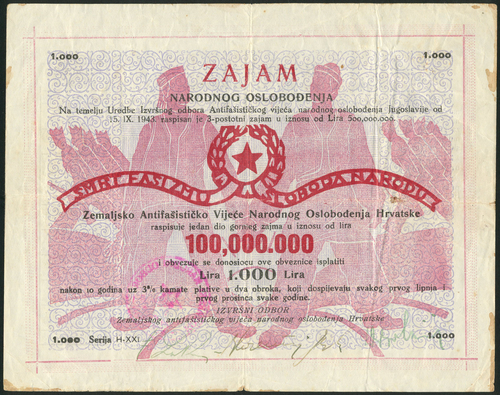 1.000 1.000
ZAJAM
NARODNOG OSLOBOĐENJA
Na temelju Uredbe Izvršnog odbora Antifašističkog vijeća narodnog oslobođenja Jugoslavije od
15. IX. 1943. raspisan je 3-postotni zajam u iznosu od Lira 500,000.000.
SMRT FAŠIZMU SLOBODA NARODU
Zemaljsko Antifašističko Vijeće Narodnog Oslobođenja Hrvatske
raspisuje jedan dio gornjeg zajma u iznosu od lira
100,000.000
i obvezuje se donosiocu ove obveznice isplatiti
Lira 1.000 Lira
nakon 10 godina uz 3% kamate plative u dva obroka, koji dospijevaju svakog prvog lipnja i
prvog prosinca svake godine.
IZVRŠNI ODBOR
Zemaljskog antifašističkog vijeća narodnog oslobođenja Hrvatske
1.000 Serija H-XXI 1.000